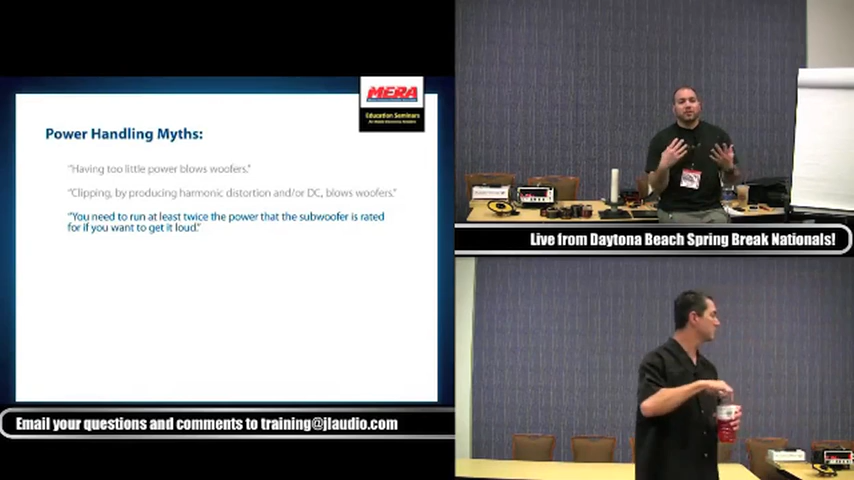 MERA
Education Seminars
Power Handling Myths:
"Having too little power blows woofers."
"Clipping, by producing harmonic distortion and/or DC, blows woofers."
"You need to run at least twice the power that the subwoofer is rated
for if you want to get it loud."
Live from Daytona Beach Spring Break Nationals!
Email your questions and comments to training@jlaudio.com